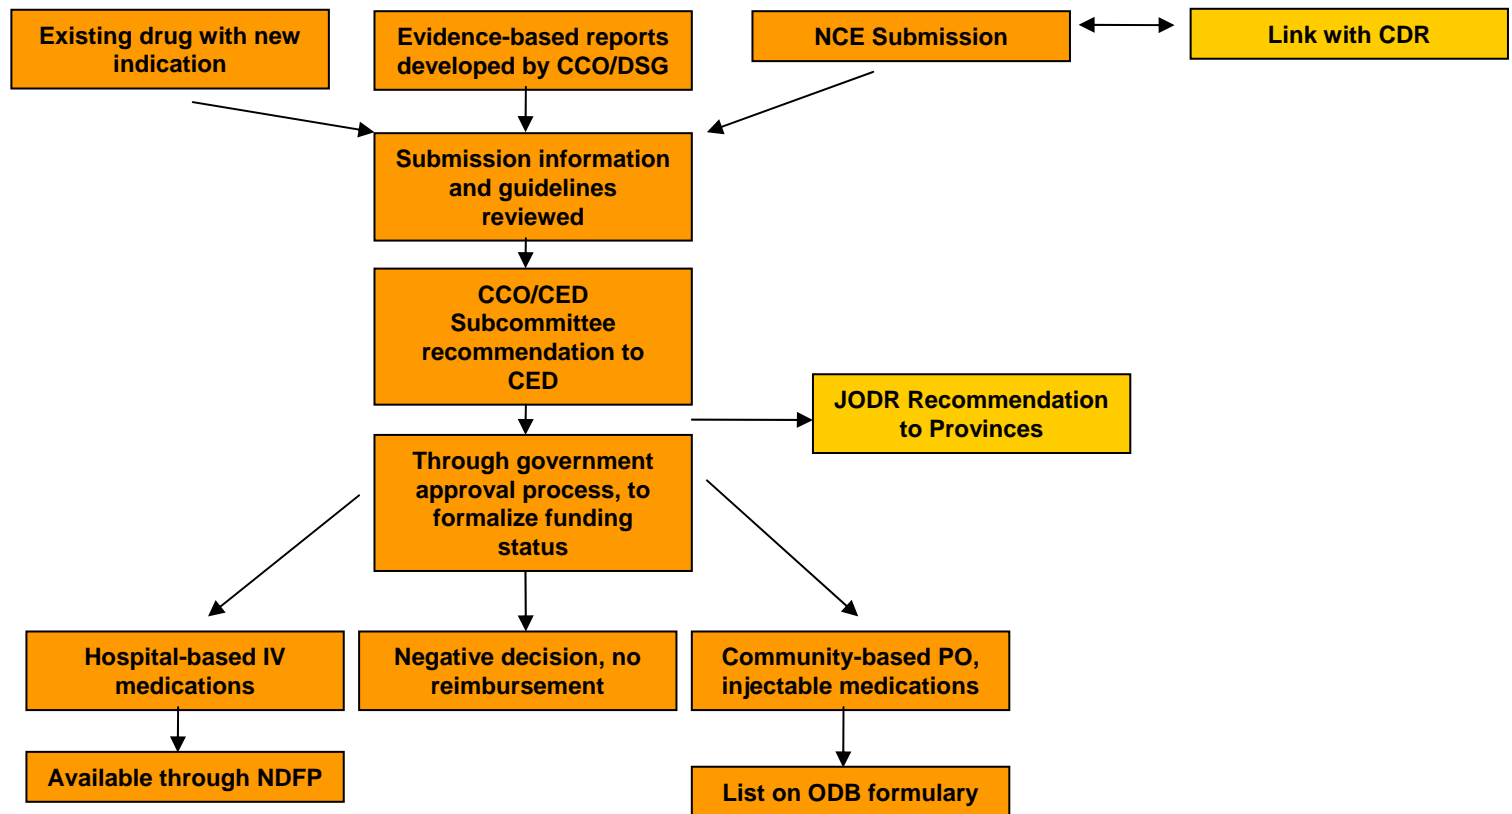 Existing drug with new
indication
Evidence-based reports
developed by CCO/DSG
NCE Submission
Link with CDR
Submission information
and guidelines
reviewed
CCO/CED
Subcommittee
recommendation to
CED
JODR Recommendation
to Provinces
Through government
approval process, to
formalize funding
status
Hospital-based IV
medications
Negative decision, no
reimbursement
Community-based PO,
injectable medications
Available through NDFP
List on ODB formulary